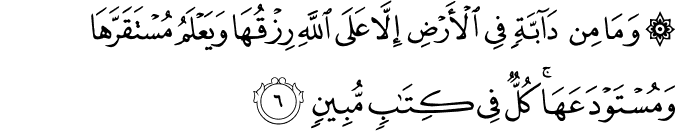 ۞ وَمَا مِن دَآبَّةٖ فِي ٱلۡأَرۡضِ إِلَّا عَلَى ٱللَّهِ رِزۡقُهَا وَيَعۡلَمُ مُسۡتَقَرَّهَا
وَمُسۡتَوۡدَعَهَاۚ كُلّٞ فِي كِتَٰبٖ مُّبِينٖ ٦